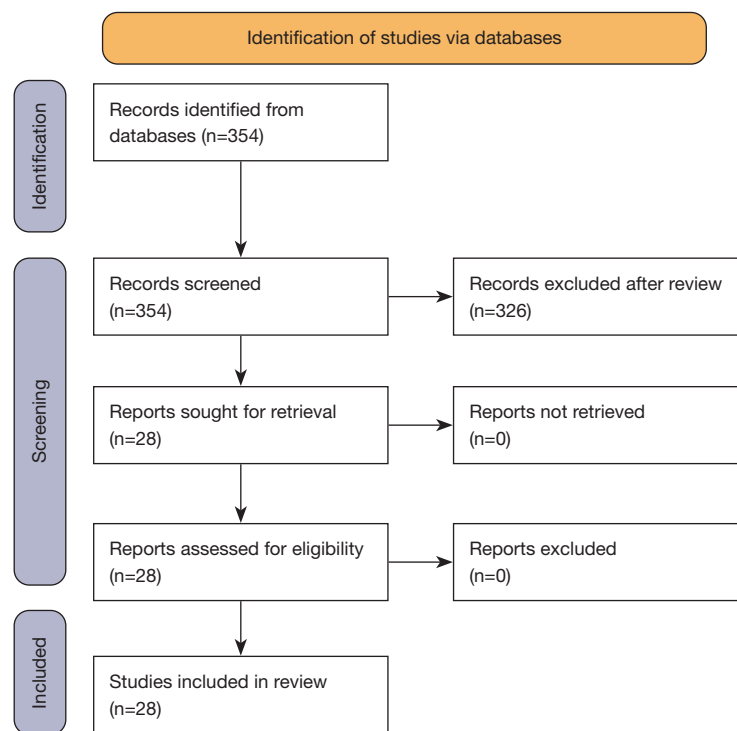 Identification of studies via databases
Identification
Records identified from
databases (n=354)
Screening
Records screened
(n=354)
Records excluded after review
(n=326)
Reports sought for retrieval
(n=28)
Reports not retrieved
(n=0)
Reports assessed for eligibility
(n=28)
Reports excluded
(n=0)
Included
Studies included in review
(n=28)